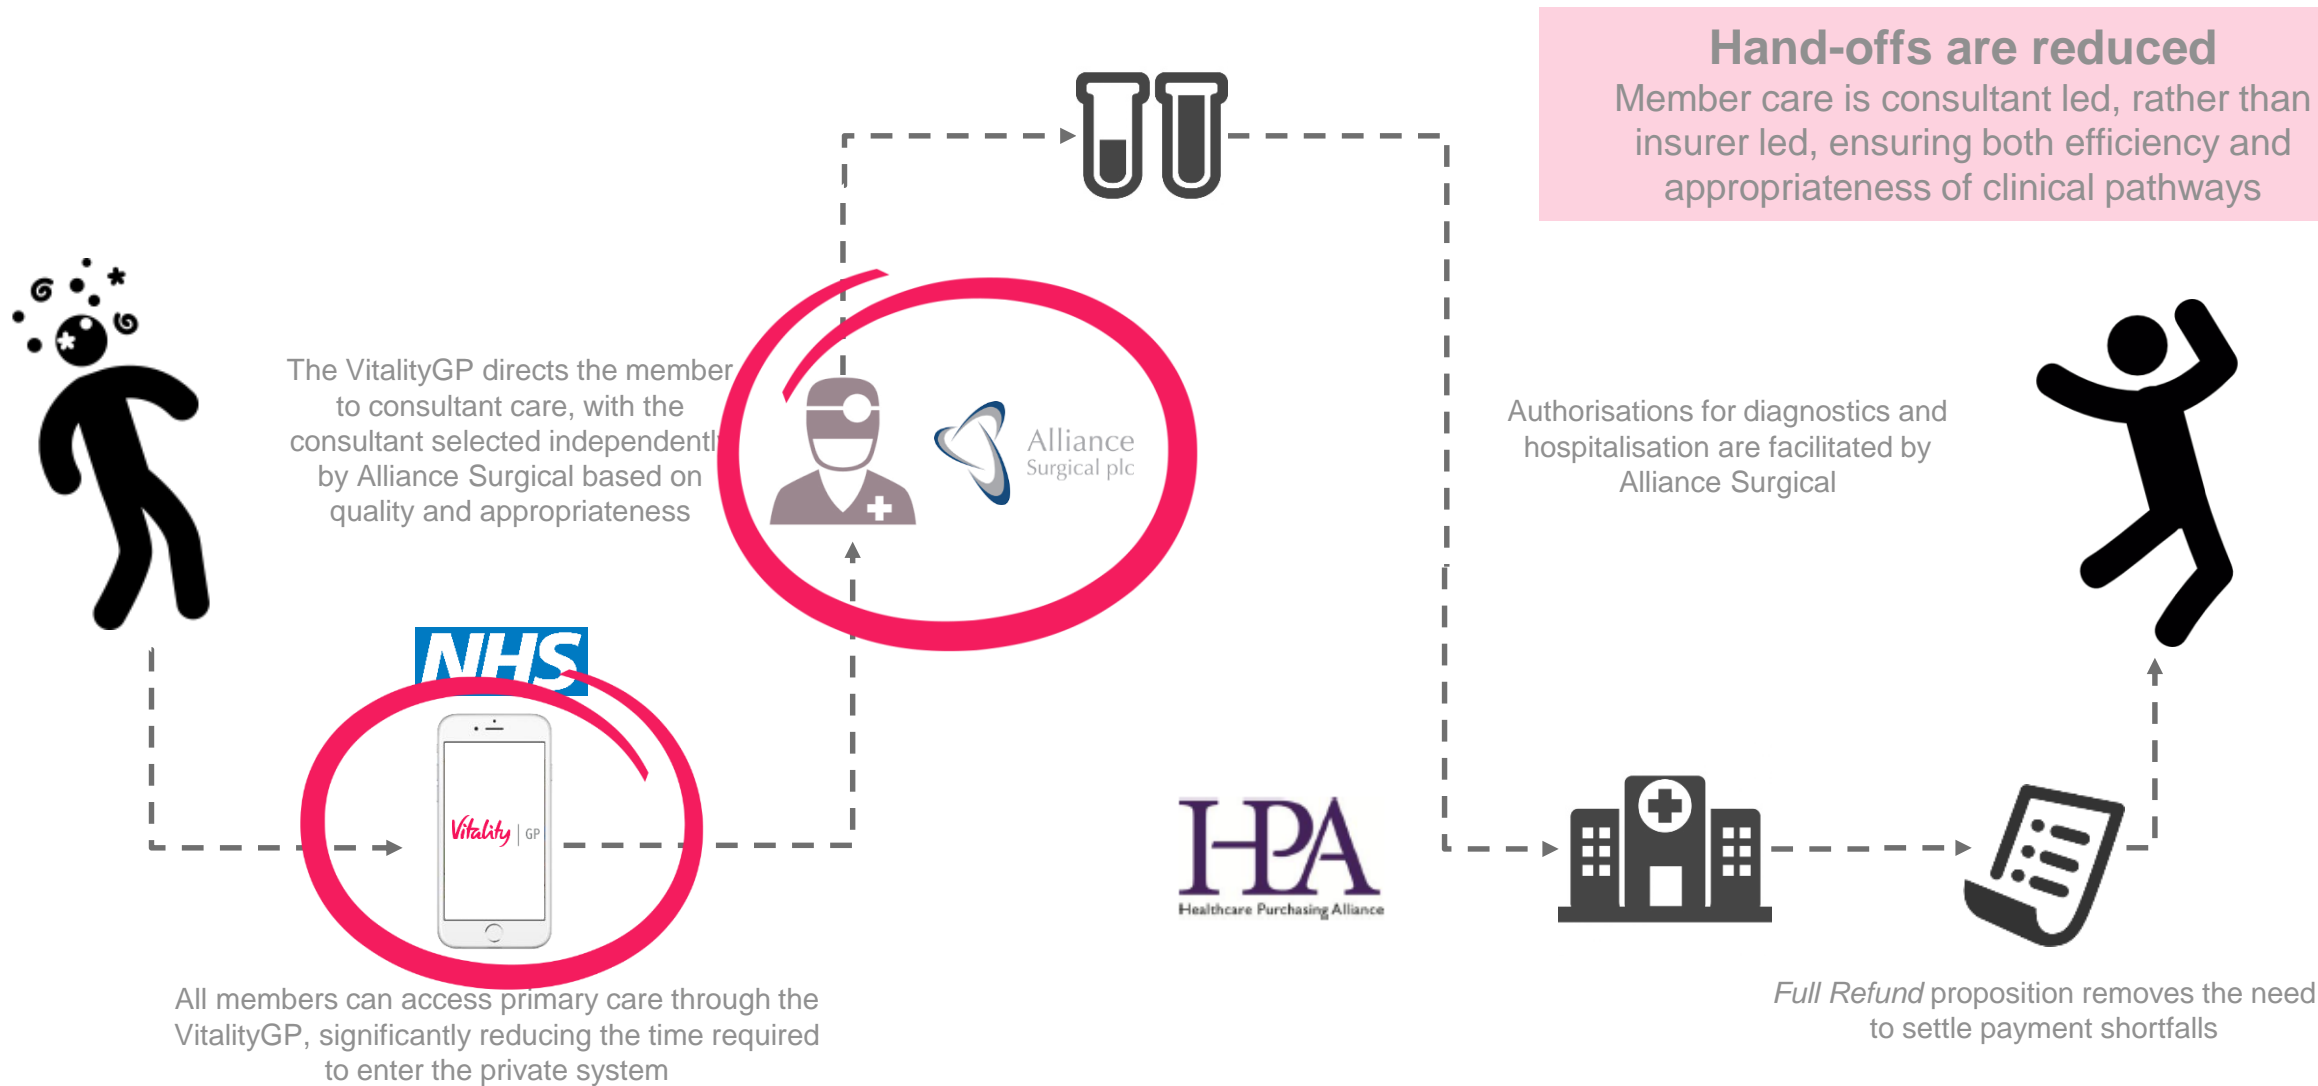 Hand-offs are reduced
Member care is consultant led, rather than
insurer led, ensuring both efficiency and
appropriateness of clinical pathways
The VitalityGP directs the member
to consultant care, with the
consultant selected independently
by Alliance Surgical based on
quality and appropriateness
Alliance
Surgical plc
Authorisations for diagnostics and
hospitalisation are facilitated by
Alliance Surgical
NHS
Vitality | GP
HPA
Healthcare Purchasing Alliance
All members can access primary care through the
VitalityGP, significantly reducing the time required
to enter the private system
Full Refund proposition removes the need
to settle payment shortfalls